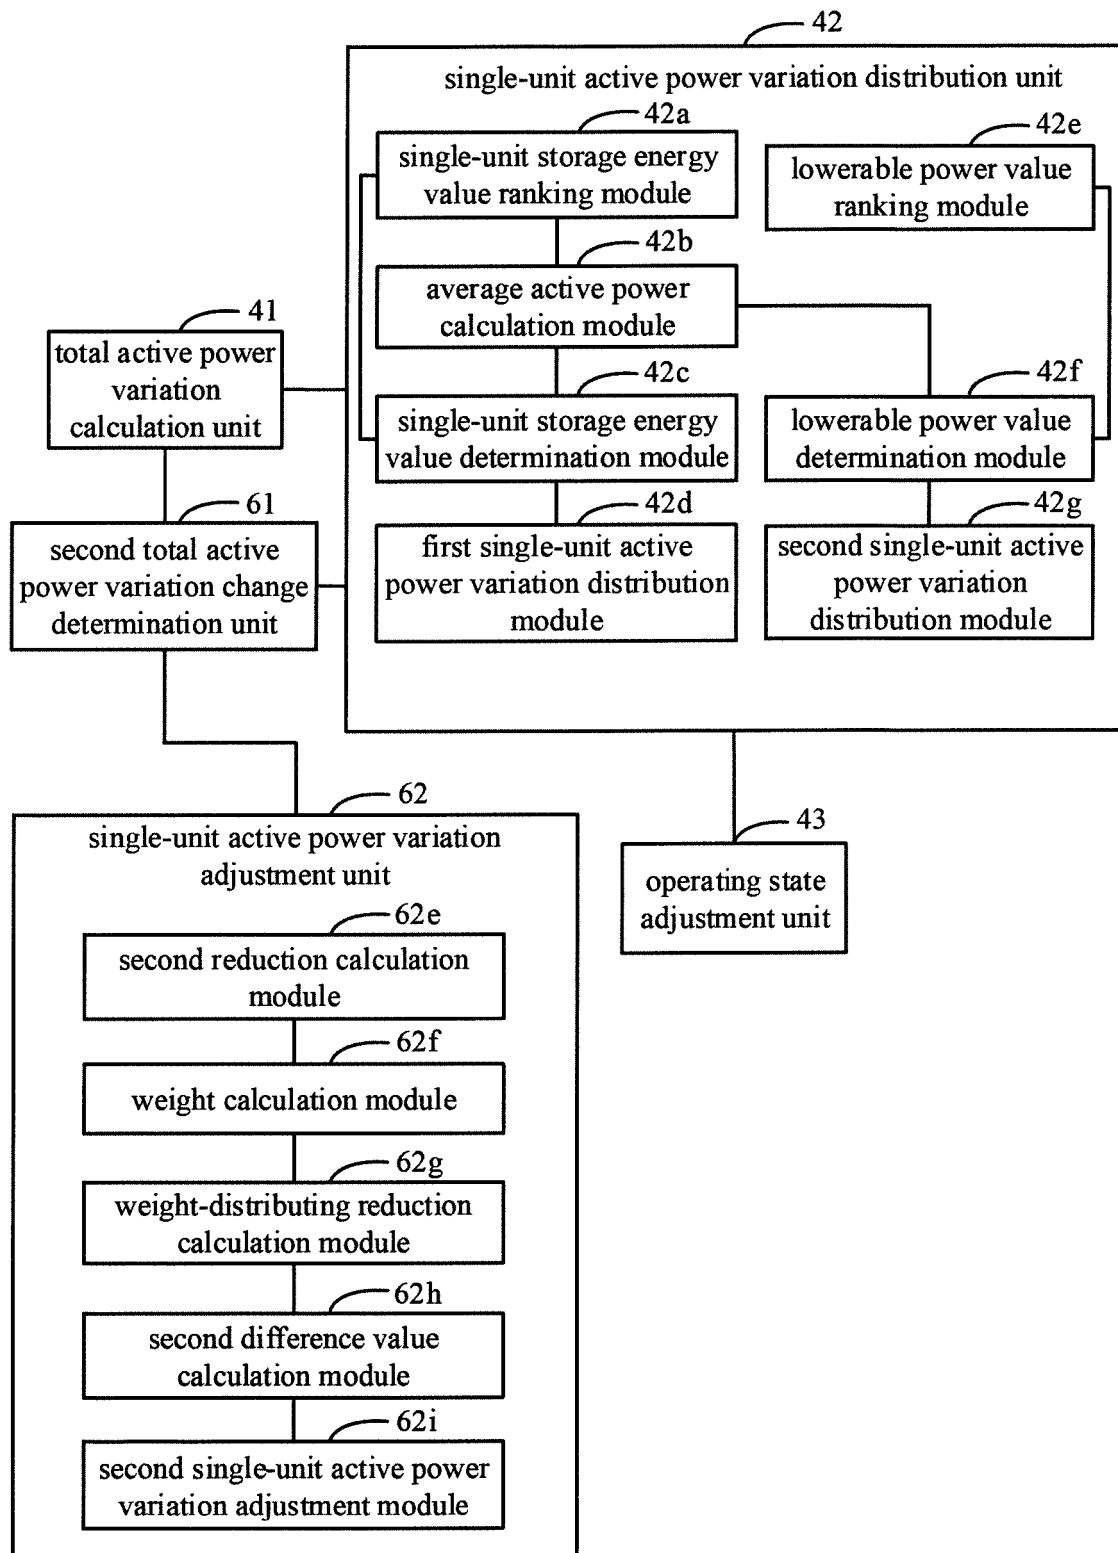 42
single-unit active power variation distribution unit
42a
single-unit storage energy
value ranking module
42e
lowerable power value
ranking module
42b
average active power
calculation module
41
total active power
variation
calculation unit
42c
single-unit storage energy
value determination module
42f
lowerable power value
determination module
61
second total active
power variation change
determination unit
42d
first single-unit active
power variation distribution
module
42g
second single-unit active
power variation
distribution module
62
single-unit active power variation
adjustment unit
43
operating state
adjustment unit
62e
second reduction calculation
module
62f
weight calculation module
62g
weight-distributing reduction
calculation module
62h
second difference value
calculation module
62i
second single-unit active power
variation adjustment module